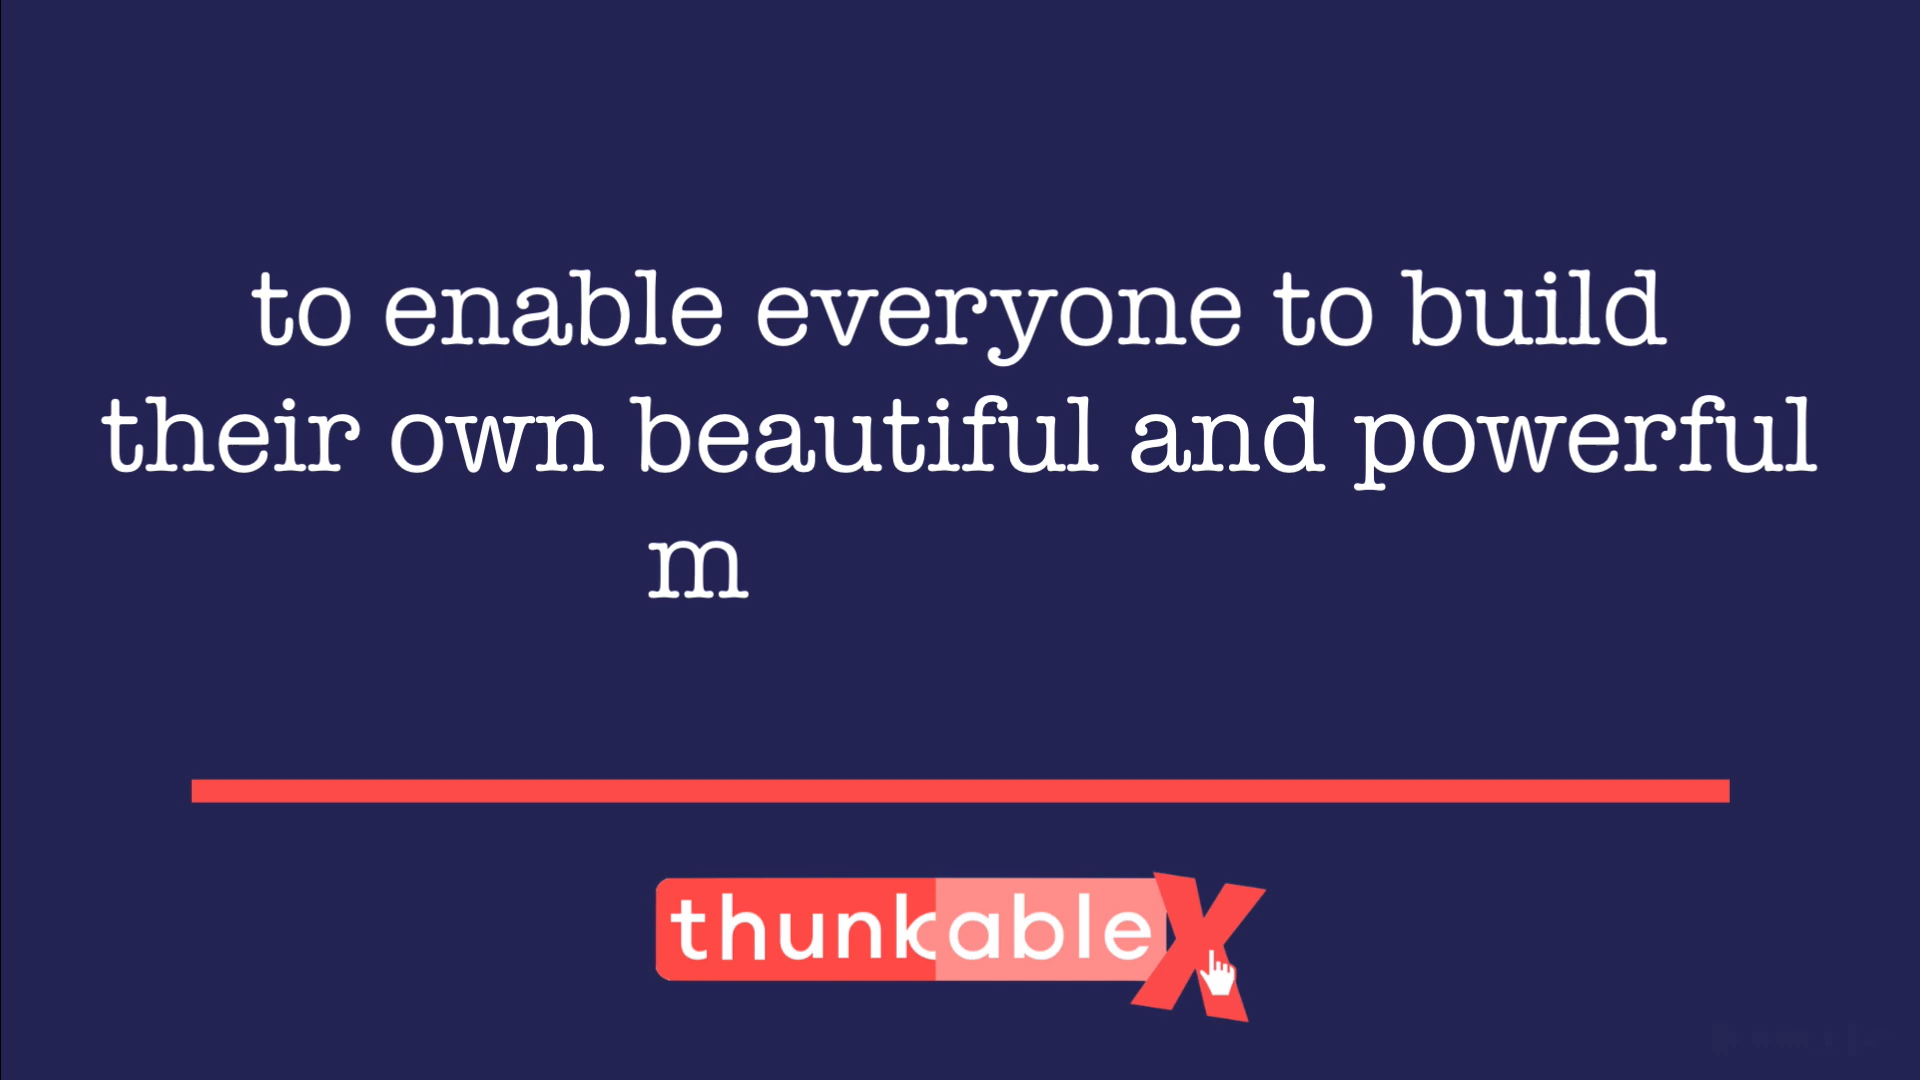 to enable everyone to build
their own beautiful and powerful
m
thunkable X